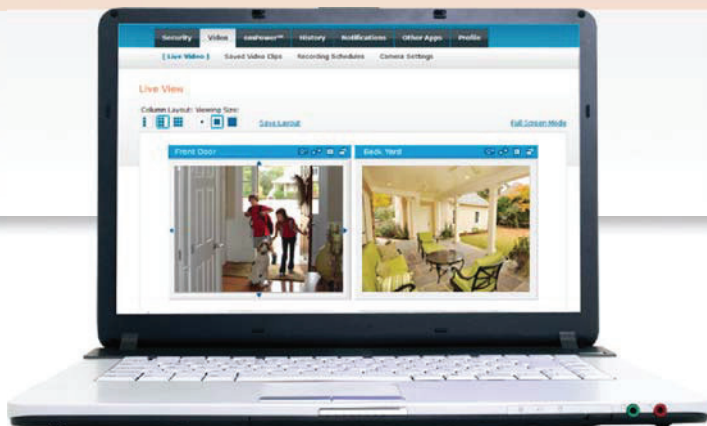 Security Video emPower™ History Notifications Other Apps Profile
[ Live Video ] Saved Video Clips Recording Schedules Camera Settings
Live View
Column Layout: Viewing Size:
Save Layout Full Screen Mode
Front Door Back Yard